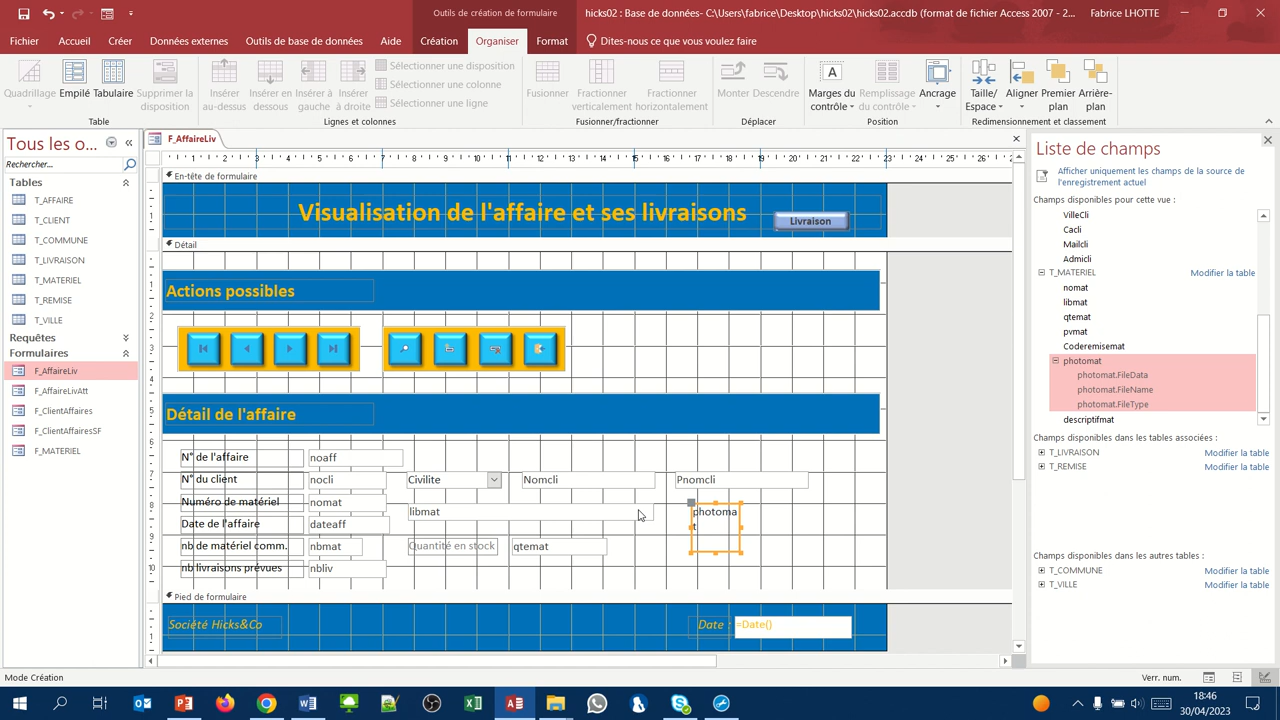 Outils de création de formulaire
hicks02 : Base de données- C:\Users\fabrice\Desktop\hicks02\hicks02.accdb (format de fichier Access 2007 - 2...
Fabrice LHOTTE
Fichier Accueil Créer Données externes Outils de base de données Aide Création Organiser Format Dites-nous ce que vous voulez faire
Quadrillage Empilé Tabulaire Supprimer la disposition
Insérer au-dessus Insérer en dessous Insérer à gauche Insérer à droite
Sélectionner une disposition
Sélectionner une colonne
Sélectionner une ligne
Fusionner Fractionner verticalement Fractionner horizontalement
Monter Descendre
Marges du contrôle Remplissage du contrôle Ancrage
Taille/ Espace Aligner Premier plan Arrière-plan
Table Lignes et colonnes Fusionner/fractionner Déplacer Position Redimensionnement et classement
Tous les o...
Rechercher...
Tables
T_AFFAIRE
T_CLIENT
T_COMMUNE
T_LIVRAISON
T_MATERIEL
T_REMISE
T_VILLE
Requêtes
Formulaires
F_AffaireLiv
F_AffaireLivAtt
F_ClientAffaires
F_ClientAffairesSF
F_MATERIEL
F_AffaireLiv
En-tête de formulaire
Visualisation de l'affaire et ses livraisons
Livraison
Détail
Actions possibles
Détail de l'affaire
N° de l'affaire noaff
N° du client nocli Civilite Nomcli Pnomcli
Numéro de matériel nomat libmat photomat
Date de l'affaire dateaff
nb de matériel comm. nbmat Quantité en stock qtemat
nb livraisons prévues nbliv
Pied de formulaire
Société Hicks&Co Date : =Date()
Liste de champs
Afficher uniquement les champs de la source de l'enregistrement actuel
Champs disponibles pour cette vue :
VilleCli
Cacli
Mailcli
Admicli
T_MATERIEL Modifier la table
nomat
libmat
qtemat
pvmat
Coderemisemat
photomat
photomat.FileData
photomat.FileName
photomat.FileType
descriptifmat
Champs disponibles dans les tables associées :
T_LIVRAISON Modifier la table
T_REMISE Modifier la table
Champs disponibles dans les autres tables :
T_COMMUNE Modifier la table
T_VILLE Modifier la table
Mode Création
Verr. num.
18:46
30/04/2023